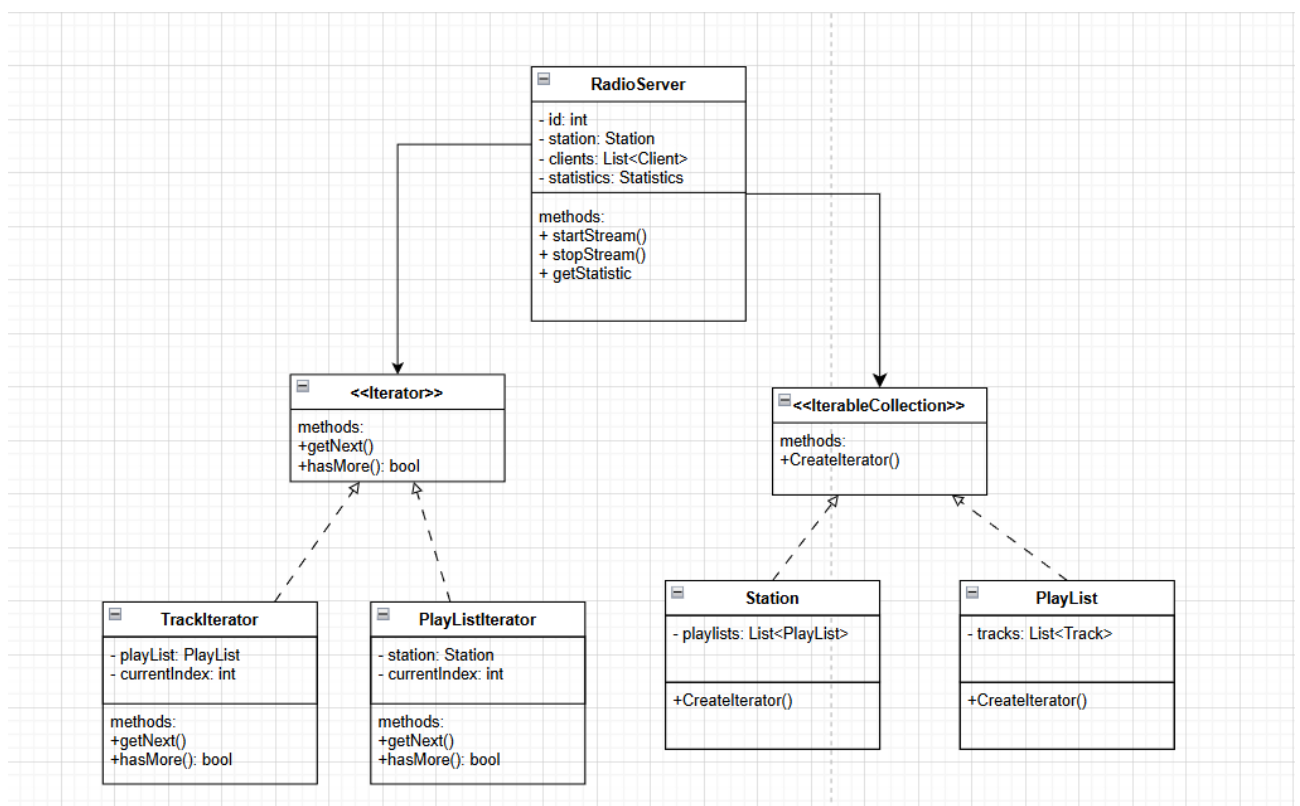 RadioServer
- id: int
- station: Station
- clients: List<Client>
- statistics: Statistics
methods:
+ startStream()
+ stopStream()
+ getStatistic
<<Iterator>>
methods:
+getNext()
+hasMore(): bool
<<IterableCollection>>
methods:
+CreateIterator()
TrackIterator
- playList: PlayList
- currentIndex: int
methods:
+getNext()
+hasMore(): bool
PlayListIterator
- station: Station
- currentIndex: int
methods:
+getNext()
+hasMore(): bool
Station
- playlists: List<PlayList>
+CreateIterator()
PlayList
- tracks: List<Track>
+CreateIterator()